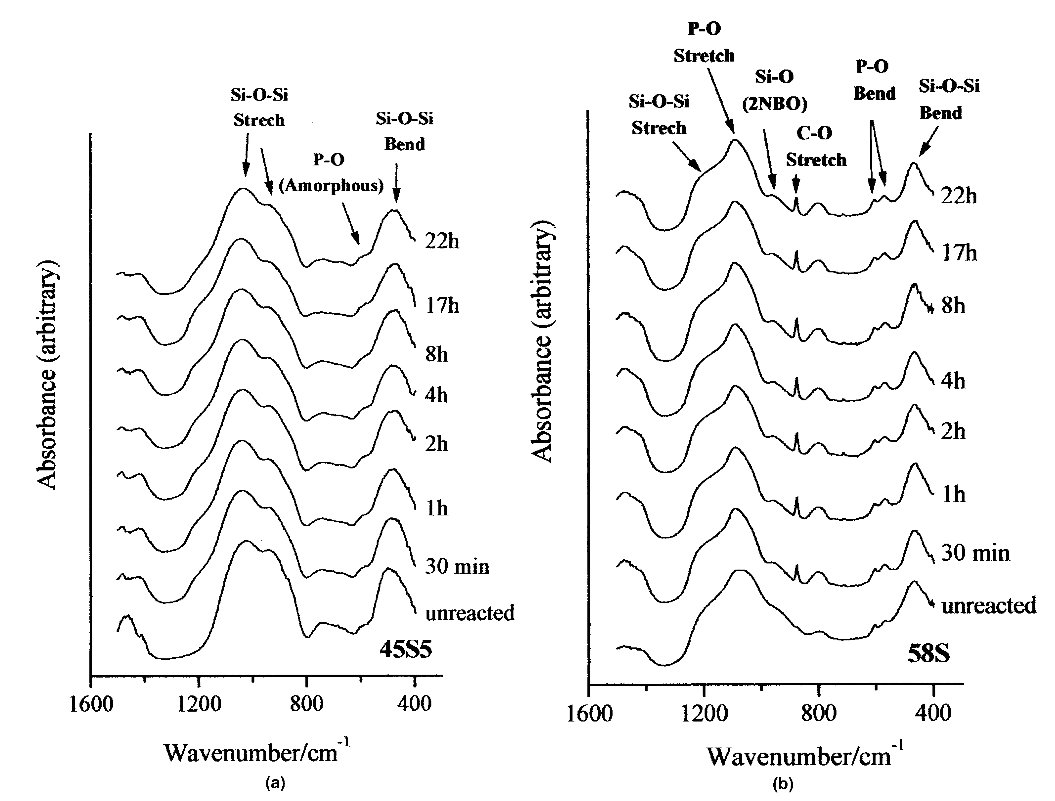 Si-O-Si
Strech
Si-O-Si
Bend
P-O
(Amorphous)
22h
17h
8h
4h
2h
1h
30 min
unreacted
45S5
Absorbance (arbitrary)
1600
1200
800
400
Wavenumber/cm-1
(a)
P-O
Stretch
Si-O
(2NBO)
P-O
Bend
Si-O-Si
Bend
Si-O-Si
Strech
C-O
Stretch
22h
17h
8h
4h
2h
1h
30 min
unreacted
58S
Absorbance (arbitrary)
1600
1200
800
400
Wavenumber/cm-1
(b)